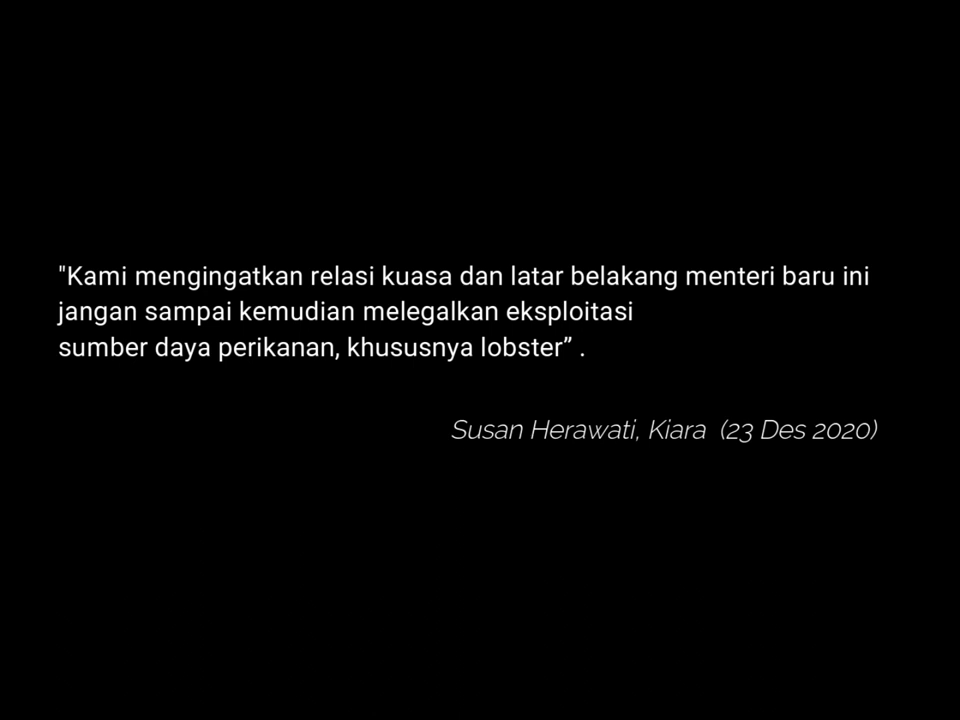 "Kami mengingatkan relasi kuasa dan latar belakang menteri baru ini
jangan sampai kemudian melegalkan eksploitasi
sumber daya perikanan, khususnya lobster” .
Susan Herawati, Kiara (23 Des 2020)